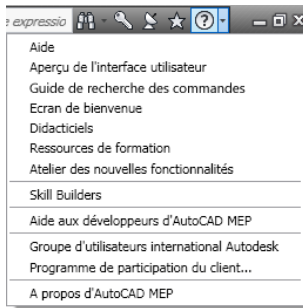 expressio
Aide
Aperçu de l'interface utilisateur
Guide de recherche des commandes
Ecran de bienvenue
Didacticiels
Ressources de formation
Atelier des nouvelles fonctionnalités
Skill Builders
Aide aux développeurs d'AutoCAD MEP
Groupe d'utilisateurs international Autodesk
Programme de participation du client...
A propos d'AutoCAD MEP